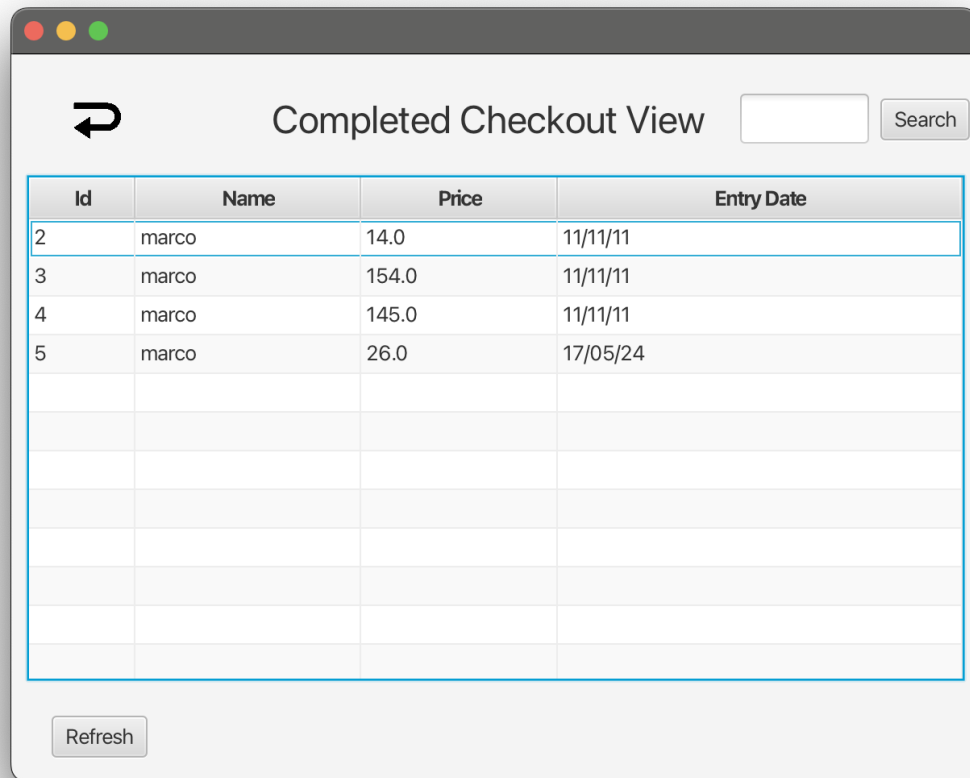 Completed Checkout View Search
Id Name Price Entry Date
2 marco 14.0 11/11/11
3 marco 154.0 11/11/11
4 marco 145.0 11/11/11
5 marco 26.0 17/05/24
Refresh